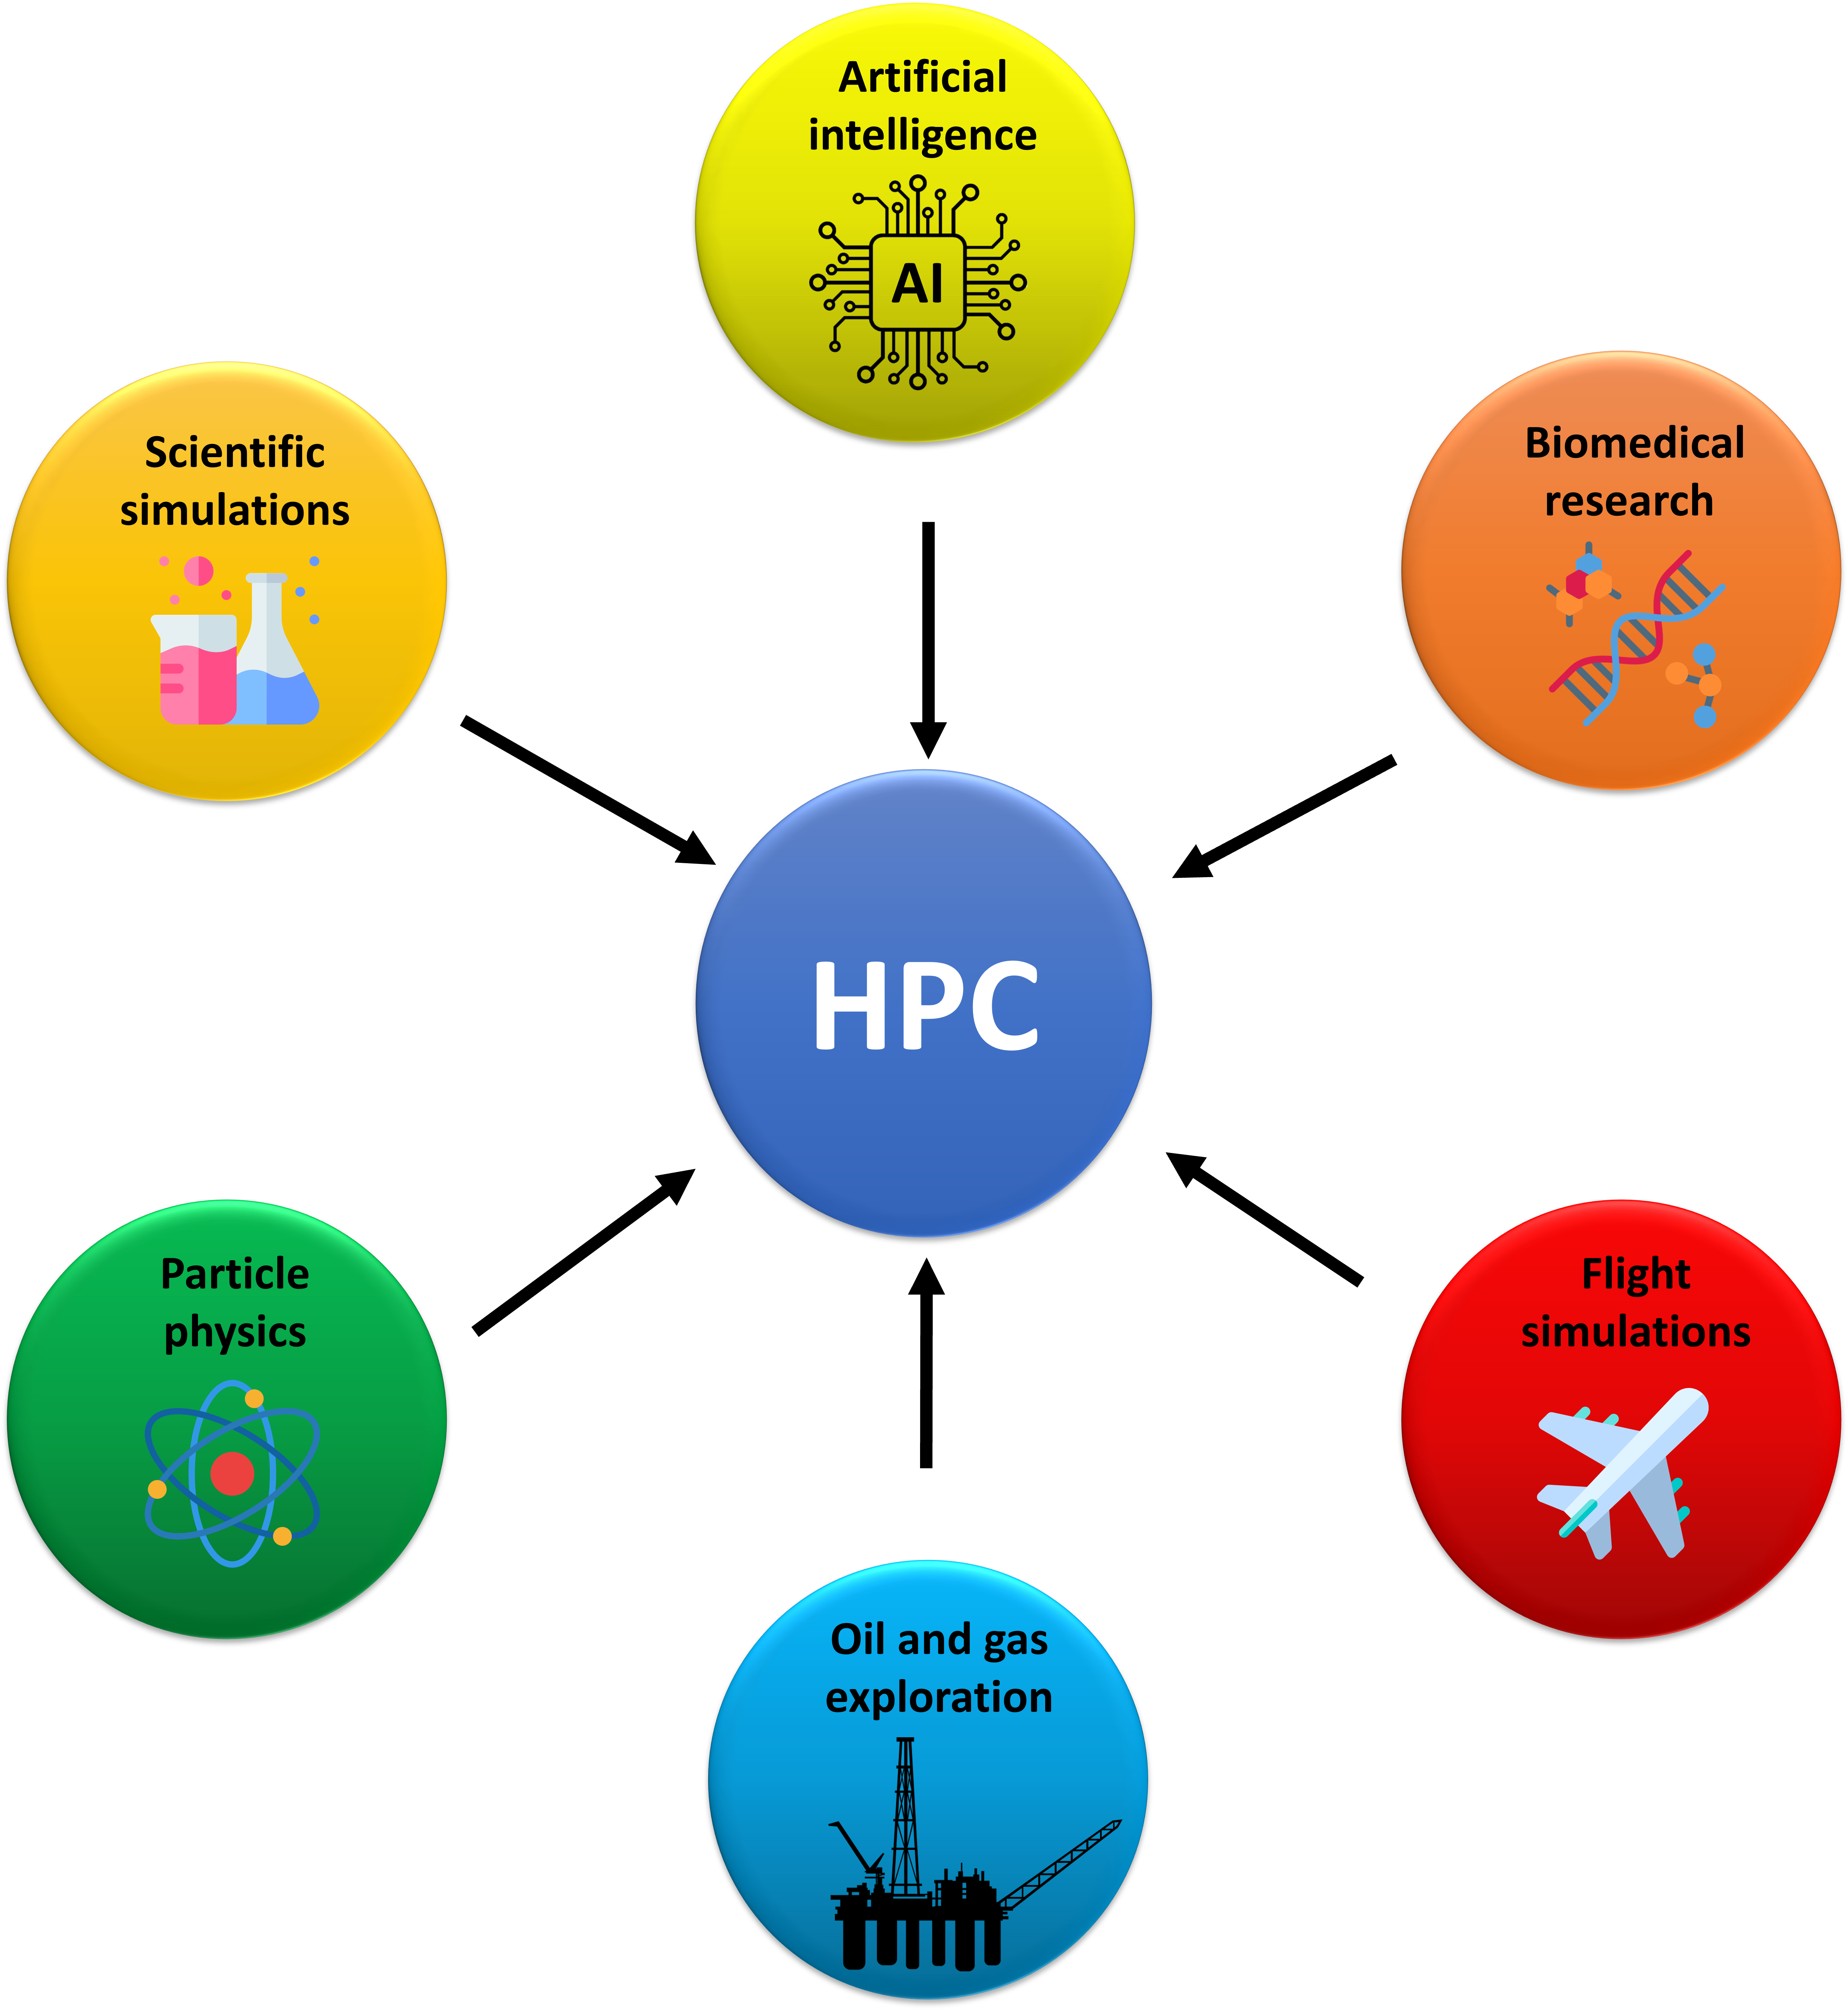 Artificial
intelligence
AI
Scientific
simulations
Biomedical
research
HPC
Particle
physics
Flight
simulations
Oil and gas
exploration